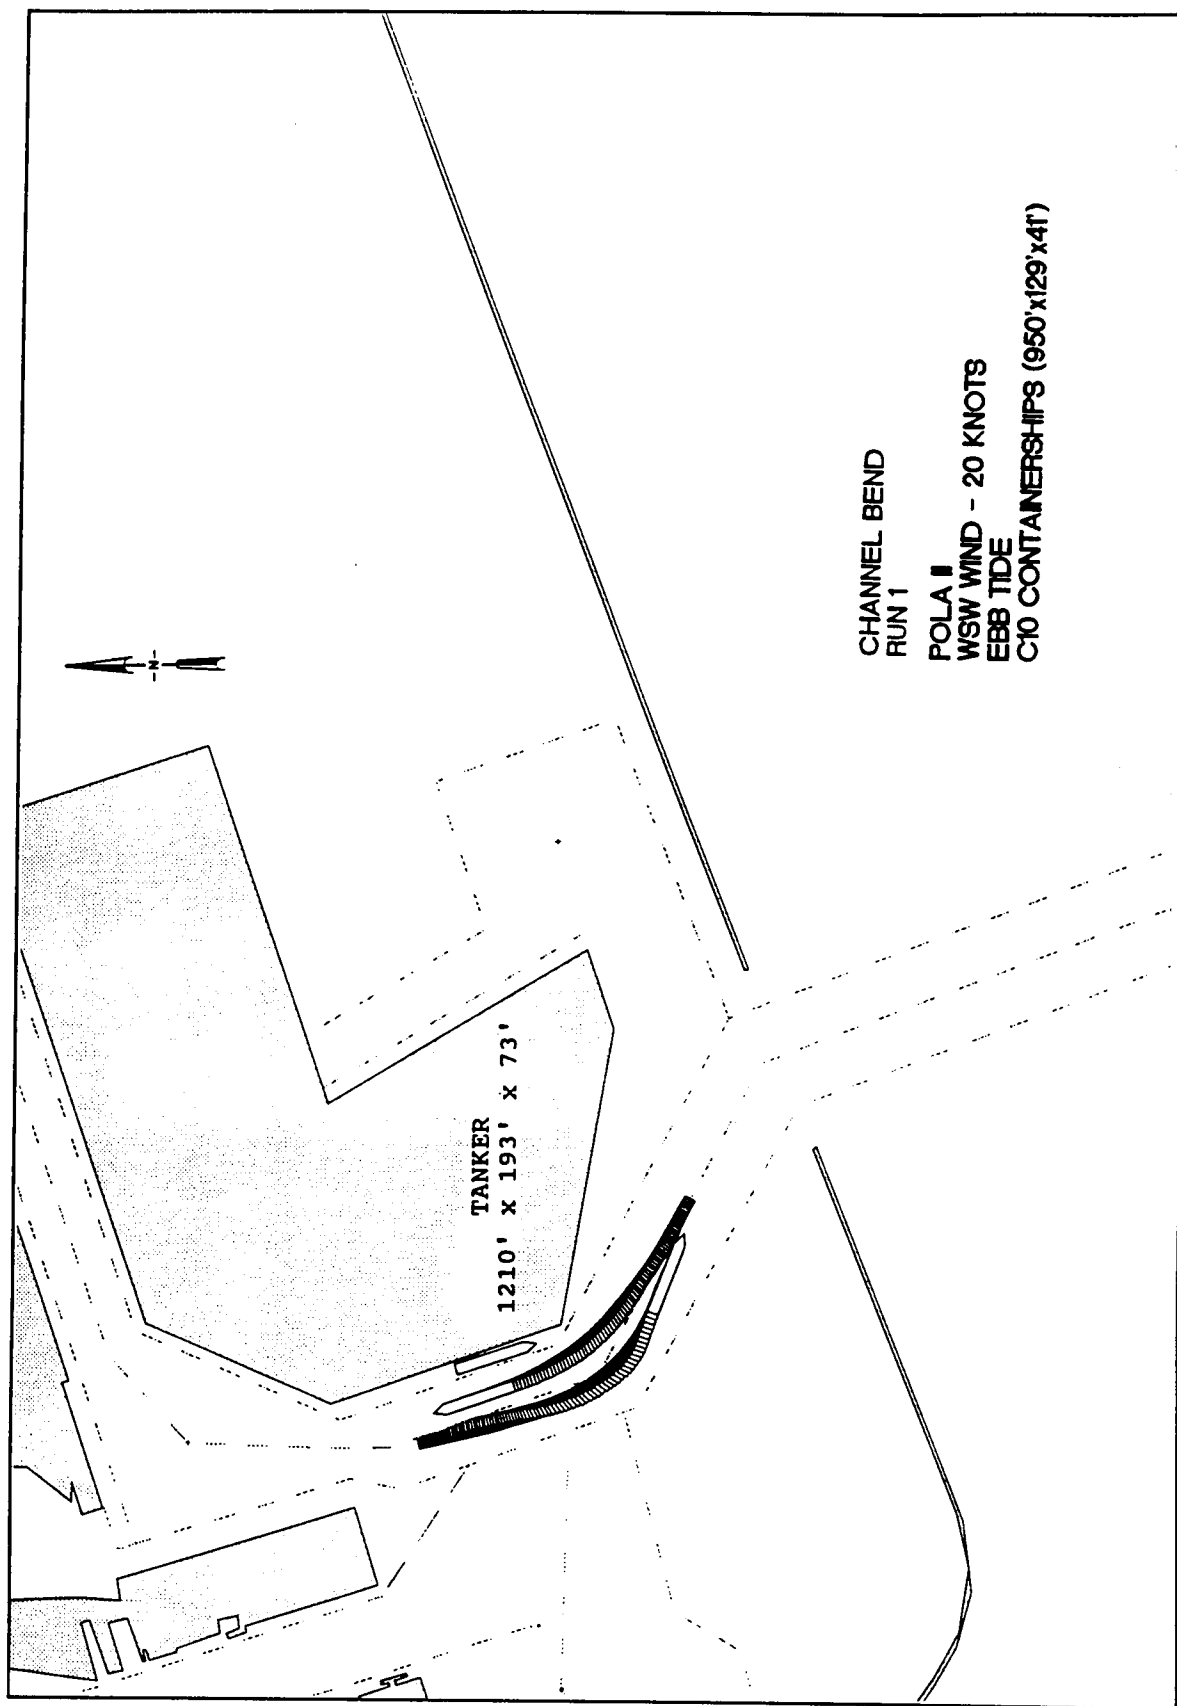 -N-
TANKER
1210' x 193' x 73'
CHANNEL BEND
RUN 1
POLA II
WSW WIND - 20 KNOTS
EBB TIDE
C10 CONTAINERSHIPS (950'x129'x41')